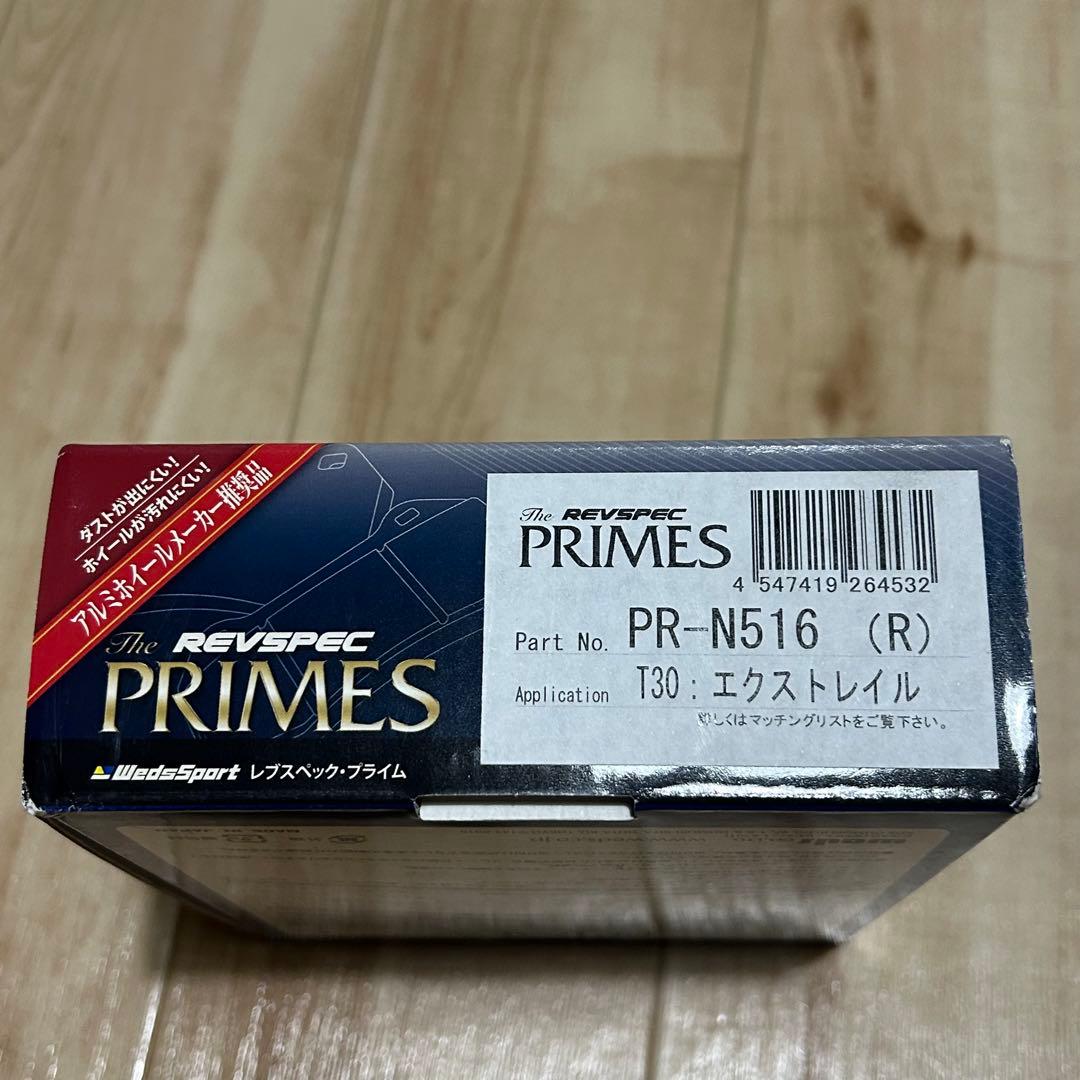 ダストが出にくい!
ホイールが汚れにくい!
アルミホイールメーカー推奨品
The REVSPEC
PRIMES
WedsSport レブスペック・プライム
The REVSPEC
PRIMES
4 547419 264532
Part No. PR-N516 (R)
Application T30:エクストレイル
詳しくはマッチングリストをご覧下さい。
MADE IN JAPAN